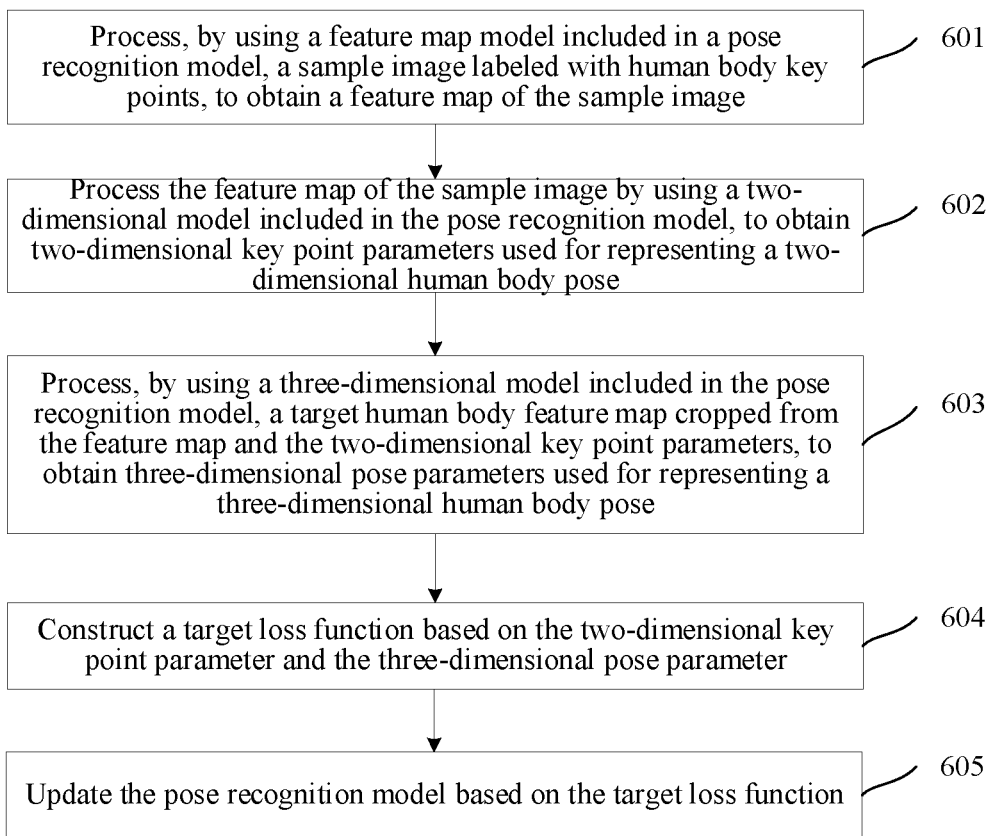 Process, by using a feature map model included in a pose
recognition model, a sample image labeled with human body key
points, to obtain a feature map of the sample image
601
Process the feature map of the sample image by using a two-
dimensional model included in the pose recognition model, to obtain
two-dimensional key point parameters used for representing a two-
dimensional human body pose
602
Process, by using a three-dimensional model included in the pose
recognition model, a target human body feature map cropped from
the feature map and the two-dimensional key point parameters, to
obtain three-dimensional pose parameters used for representing a
three-dimensional human body pose
603
Construct a target loss function based on the two-dimensional key
point parameter and the three-dimensional pose parameter
604
Update the pose recognition model based on the target loss function
605